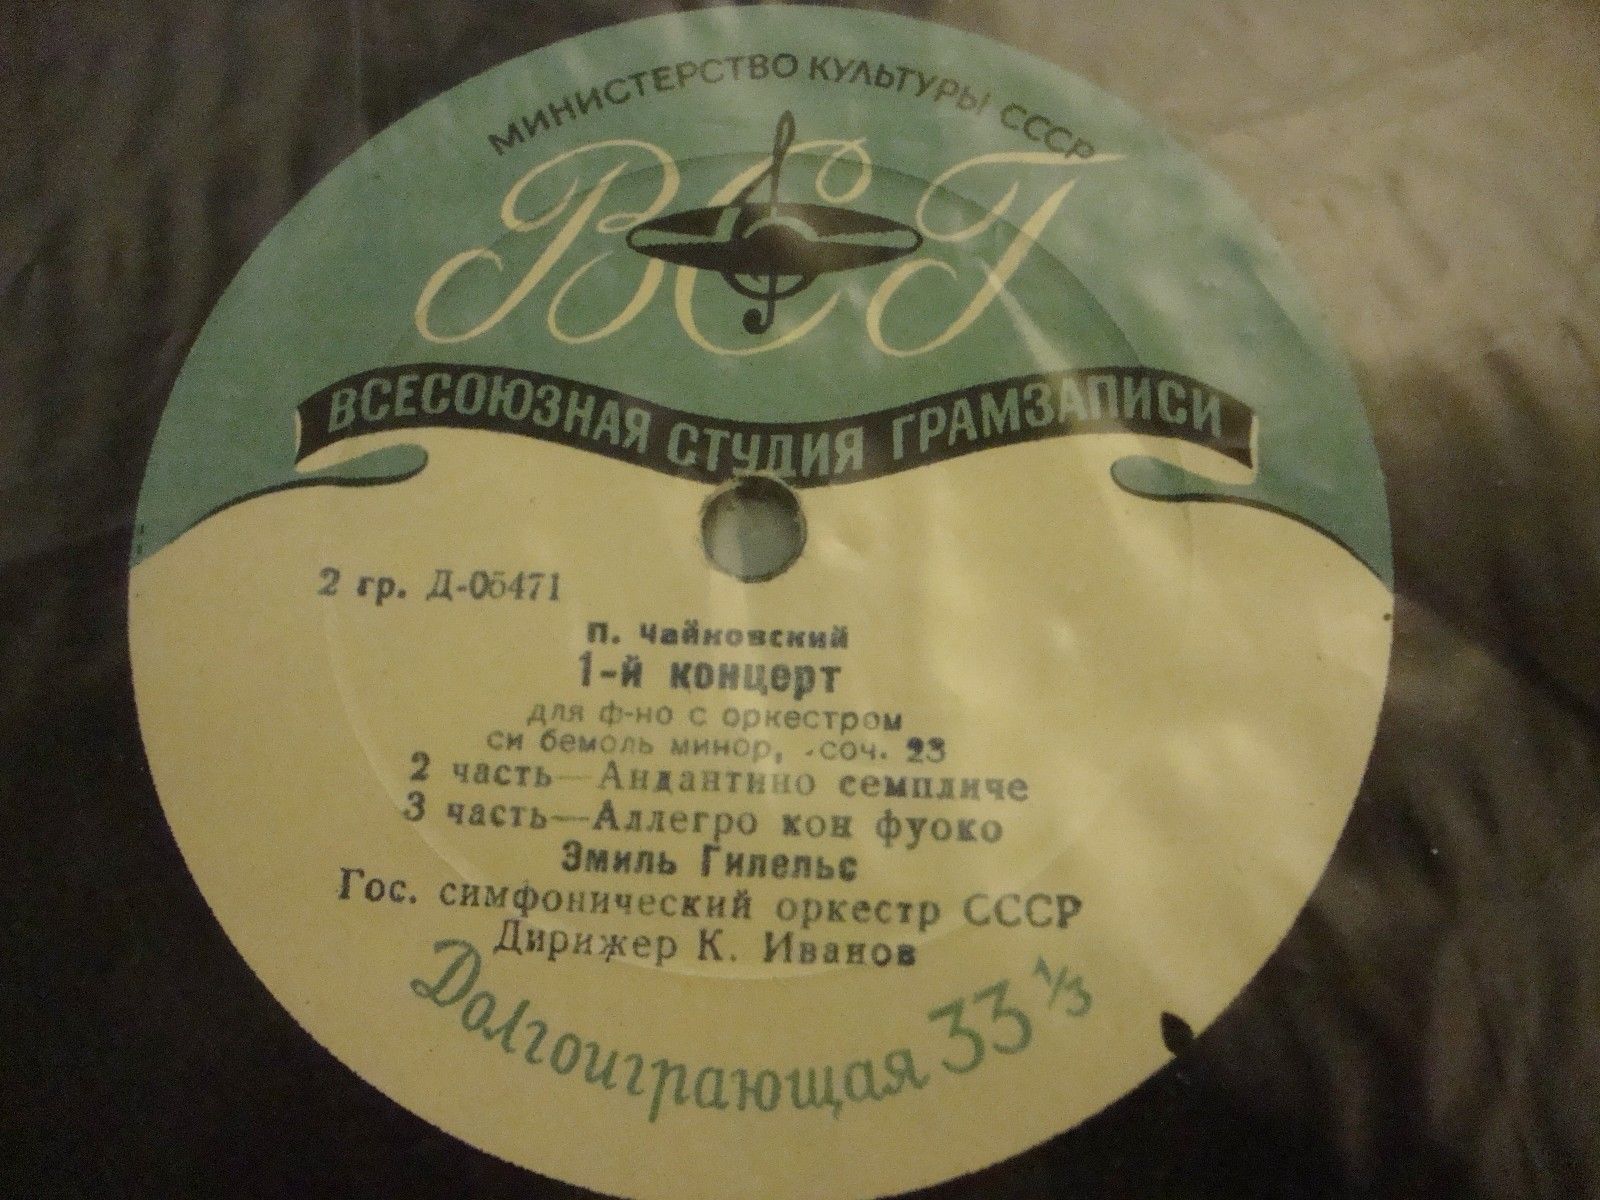 МИНИСТЕРСТВО КУЛЬТУРЫ СССР
ВСГ
ВСЕСОЮЗНАЯ СТУДИЯ ГРАМЗАПИСИ
2 гр. Д-05471
П. Чайковский
1-й концерт
для ф-но с оркестром
си бемоль минор, соч. 23
2 часть—Андантино семпличе
3 часть—Аллегро кон фуоко
Эмиль Гилельс
Гос. симфонический оркестр СССР
Дирижер К. Иванов
Долгоиграющая 33 1/3